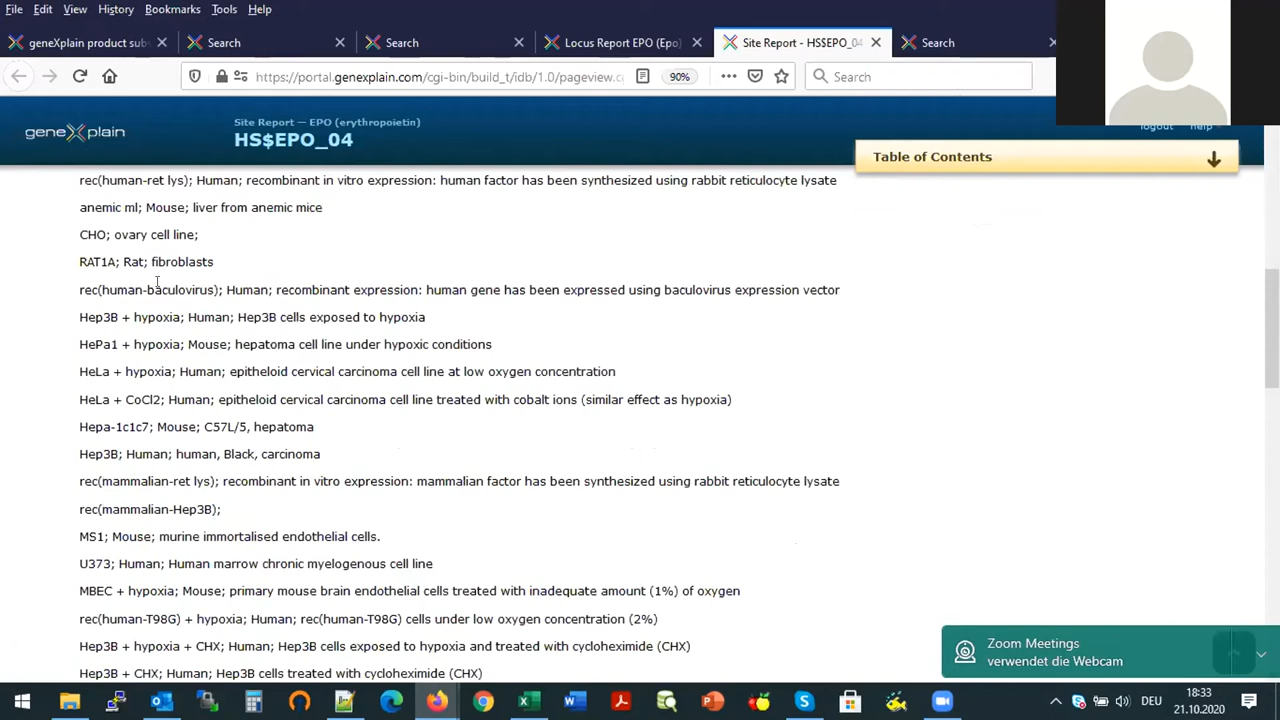 File Edit View History Bookmarks Tools Help
geneXplain product sub
Search
Search
Locus Report EPO (Epo)
Site Report - HS$EPO_04
Search
https://portal.genexplain.com/cgi-bin/build_t/idb/1.0/pageview.c
90%
Search
geneXplain
Site Report — EPO (erythropoietin)
HS$EPO_04
logout help
Table of Contents
rec(human-ret lys); Human; recombinant in vitro expression: human factor has been synthesized using rabbit reticulocyte lysate
anemic ml; Mouse; liver from anemic mice
CHO; ovary cell line;
RAT1A; Rat; fibroblasts
rec(human-baculovirus); Human; recombinant expression: human gene has been expressed using baculovirus expression vector
Hep3B + hypoxia; Human; Hep3B cells exposed to hypoxia
HePa1 + hypoxia; Mouse; hepatoma cell line under hypoxic conditions
HeLa + hypoxia; Human; epitheloid cervical carcinoma cell line at low oxygen concentration
HeLa + CoCl2; Human; epitheloid cervical carcinoma cell line treated with cobalt ions (similar effect as hypoxia)
Hepa-1c1c7; Mouse; C57L/5, hepatoma
Hep3B; Human; human, Black, carcinoma
rec(mammalian-ret lys); recombinant in vitro expression: mammalian factor has been synthesized using rabbit reticulocyte lysate
rec(mammalian-Hep3B);
MS1; Mouse; murine immortalised endothelial cells.
U373; Human; Human marrow chronic myelogenous cell line
MBEC + hypoxia; Mouse; primary mouse brain endothelial cells treated with inadequate amount (1%) of oxygen
rec(human-T98G) + hypoxia; Human; rec(human-T98G) cells under low oxygen concentration (2%)
Hep3B + hypoxia + CHX; Human; Hep3B cells exposed to hypoxia and treated with cycloheximide (CHX)
Hep3B + CHX; Human; Hep3B cells treated with cycloheximide (CHX)
Zoom Meetings
verwendet die Webcam
DEU
18:33
21.10.2020